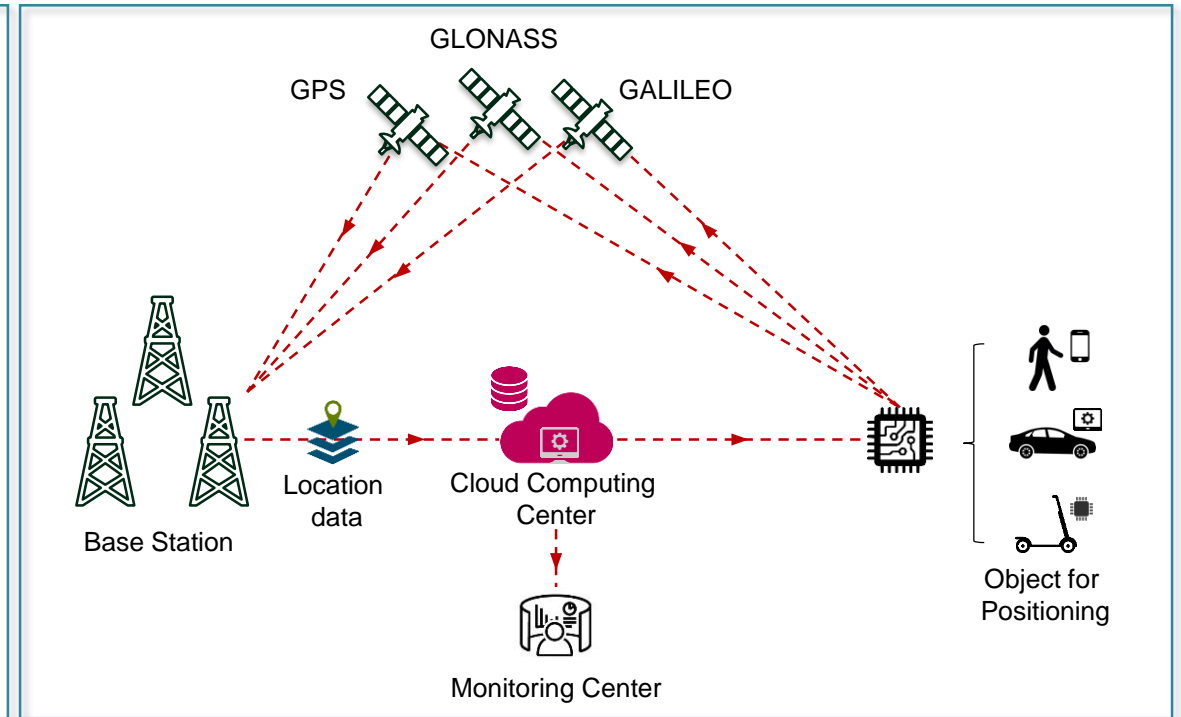 GLONASS
GPS
GALILEO
Location
data
Cloud Computing
Center
Base Station
Object for
Positioning
Monitoring Center